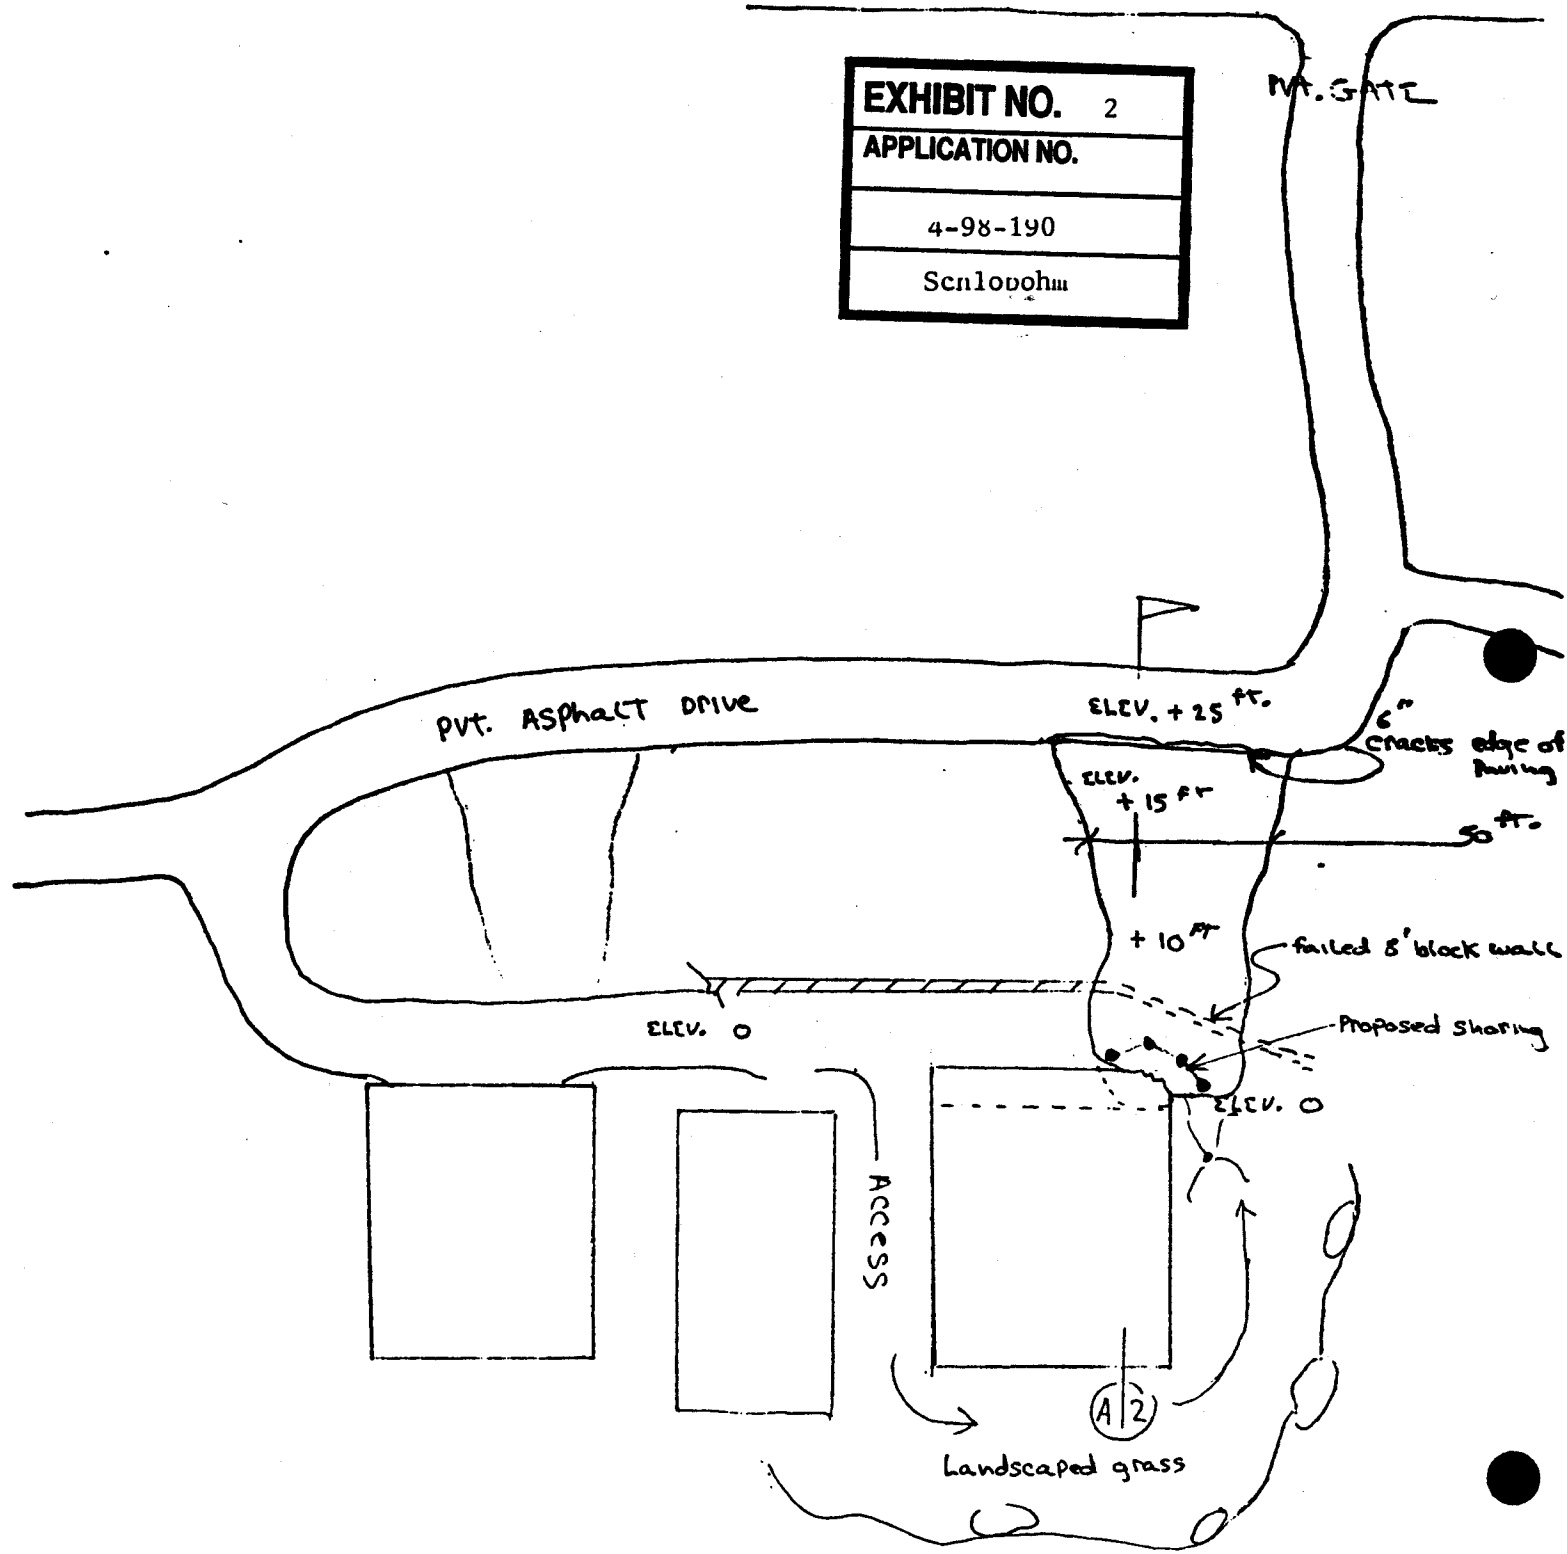 EXHIBIT NO. 2
APPLICATION NO.
4-98-190
PVT. GATE
PVT. ASPHALT DRIVE
ELEV. +25 FT.
6"
cracks edge of
Paving
ELEV.
+15 FT
50 FT.
+10 FT
failed 8' block wall
ELEV. 0
Proposed shoring
ELEV. 0
ACCESS
A 2
Landscaped grass